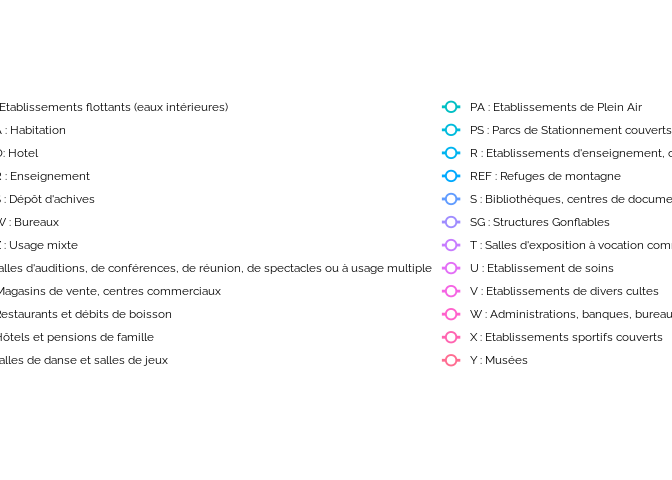 Etablissements flottants (eaux intérieures)
: Habitation
: Hotel
: Enseignement
: Dépôt d'achives
: Bureaux
: Usage mixte
alles d'auditions, de conférences, de réunion, de spectacles ou à usage multiple
Magasins de vente, centres commerciaux
Restaurants et débits de boisson
Hôtels et pensions de famille
alles de danse et salles de jeux
PA : Etablissements de Plein Air
PS : Parcs de Stationnement couverts
R : Etablissements d'enseignement,
REF : Refuges de montagne
S : Bibliothèques, centres de docume
SG : Structures Gonflables
T : Salles d'exposition à vocation com
U : Etablissement de soins
V : Etablissements de divers cultes
W : Administrations, banques, bureau
X : Etablissements sportifs couverts
Y : Musées